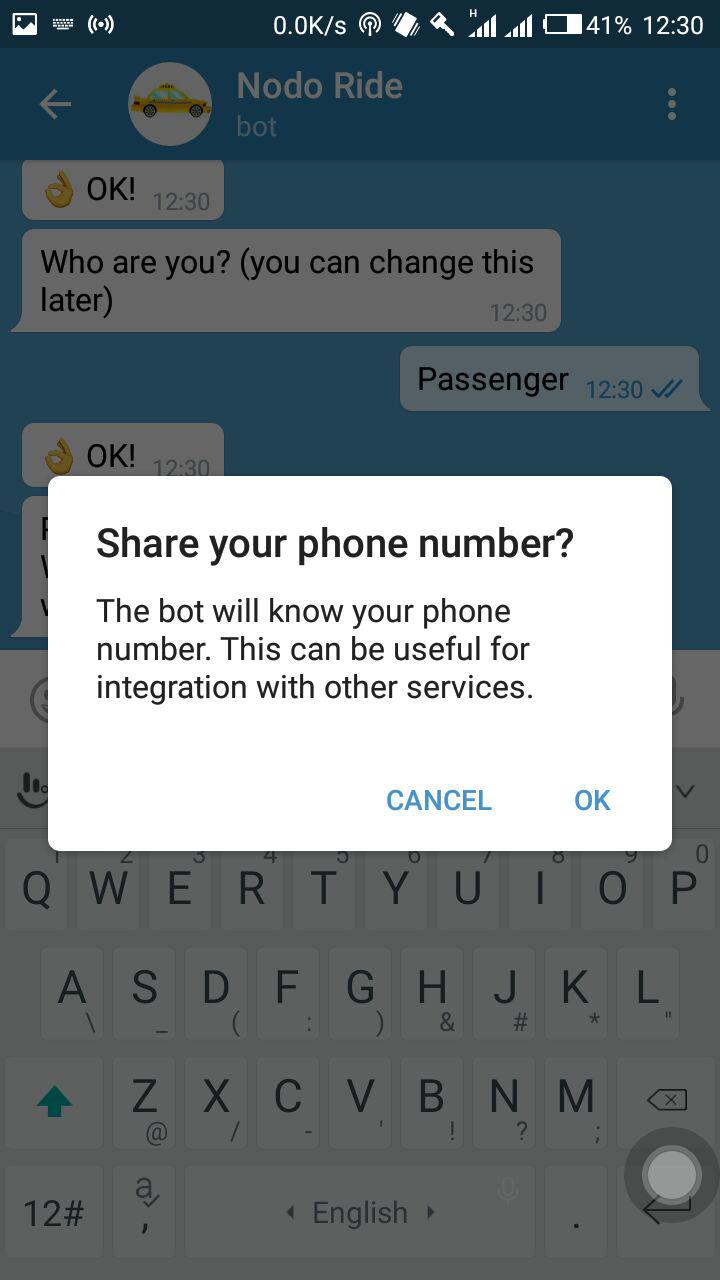 0.0K/s H 41% 12:30
Nodo Ride
bot
👌 OK! 12:30
Who are you? (you can change this
later) 12:30
Passenger 12:30
👌 OK! 12:30
Share your phone number?
The bot will know your phone
number. This can be useful for
integration with other services.
CANCEL OK
1 2 3 4 5 6 7 8 9 0
Q W E R T Y U I O P
A S D F G H J K L
\ _ ( : ) & # * "
Z X C V B N M
@ / - ' ! ? ;
12# a , English .